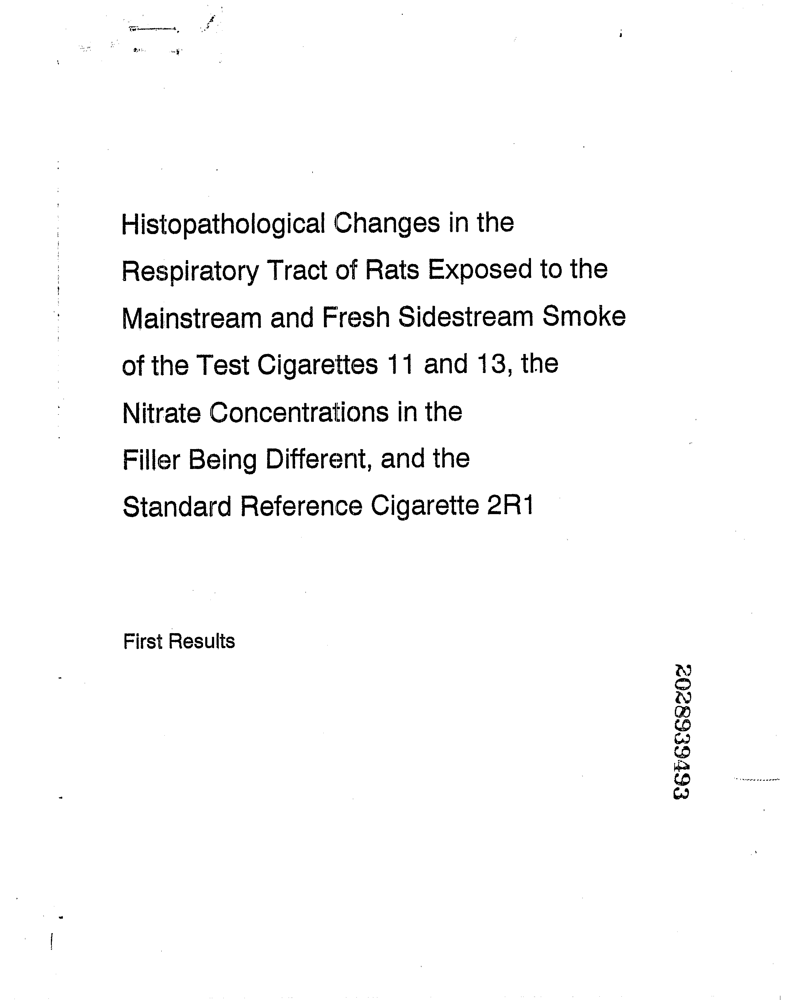 Histopathological Changes in the
Respiratory Tract of Rats Exposed to the
Mainstream and Fresh Sidestream Smoke
of the Test Cigarettes 11 and 13, the
Nitrate Concentrations in the
Filler Being Different, and the
Standard Reference Cigarette 2R1
First Results
2028939493